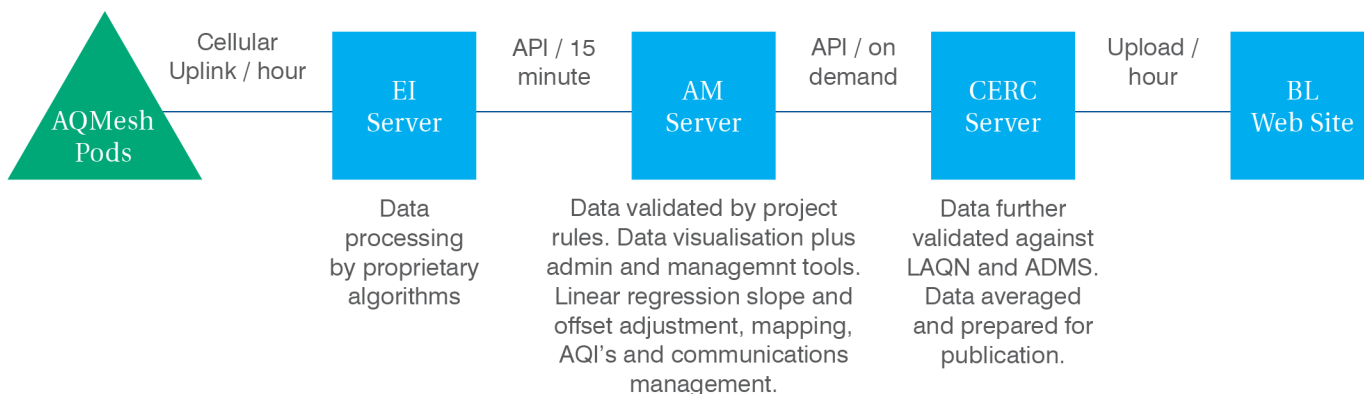 AQMesh
Pods
Cellular
Uplink / hour
EI
Server
Data
processing
by proprietary
algorithms
API / 15
minute
AM
Server
Data validated by project
rules. Data visualisation plus
admin and managemnt tools.
Linear regression slope and
offset adjustment, mapping,
AQI's and communications
management.
API / on
demand
CERC
Server
Data further
validated against
LAQN and ADMS.
Data averaged
and prepared for
publication.
Upload /
hour
BL
Web Site